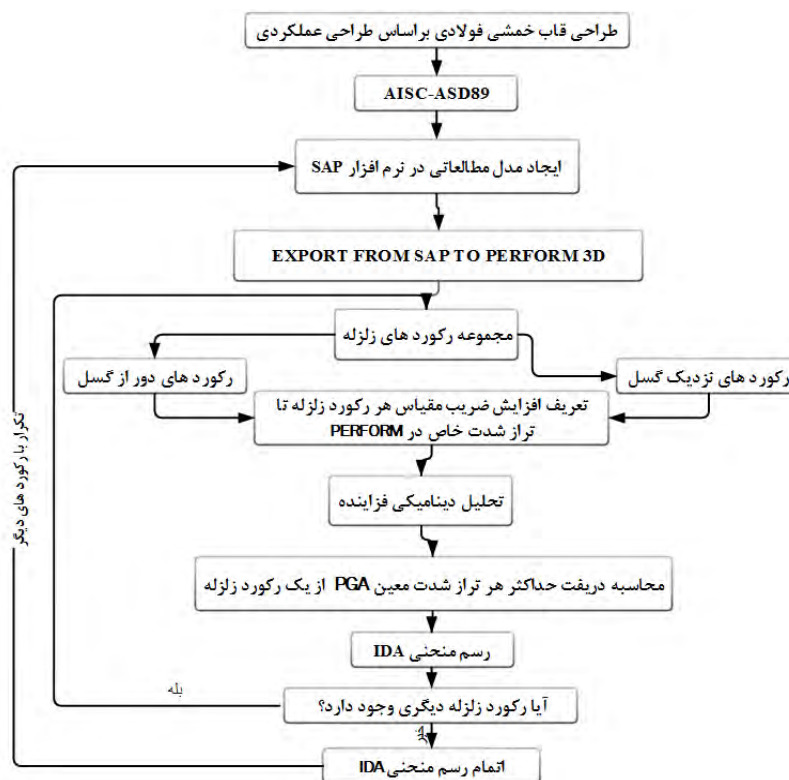 طراحی قاب خمشی فولادی براساس طراحی عملکردی
AISC-ASD89
ایجاد مدل مطالعاتی در نرم افزار SAP
EXPORT FROM SAP TO PERFORM 3D
مجموعه رکورد های زلزله
رکورد های نزدیک گسل
رکورد های دور از گسل
تعریف افزایش ضریب مقیاس هر رکورد زلزله تا
تراز شدت خاص در PERFORM
تحلیل دینامیکی فزاینده
محاسبه دریفت حداکثر هر تراز شدت معین PGA از یک رکورد زلزله
رسم منحنی IDA
آیا رکورد زلزله دیگری وجود دارد؟
بله
خیر
اتمام رسم منحنی IDA
تکرار با رکورد های دیگر